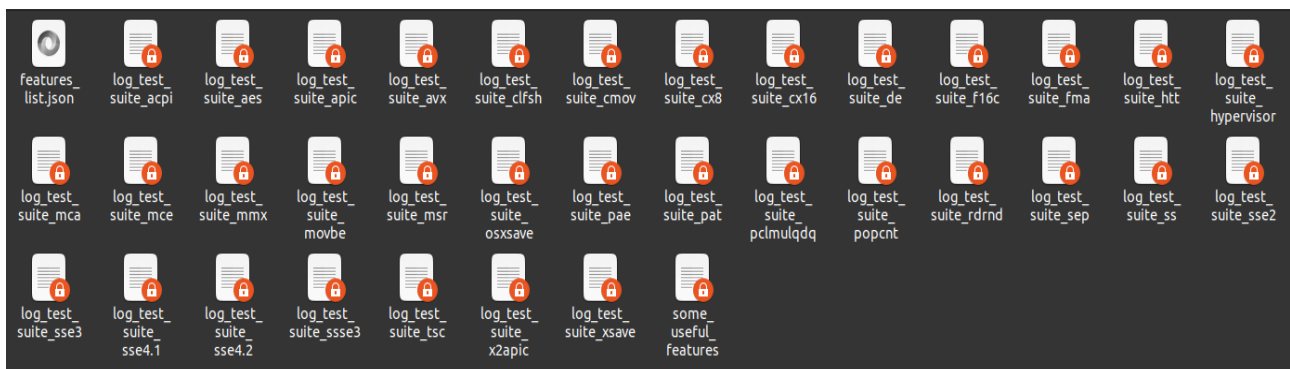 features_
list.json
log_test_
suite_acpi
log_test_
suite_aes
log_test_
suite_apic
log_test_
suite_avx
log_test_
suite_clfsh
log_test_
suite_cmov
log_test_
suite_cx8
log_test_
suite_cx16
log_test_
suite_de
log_test_
suite_f16c
log_test_
suite_fma
log_test_
suite_htt
log_test_
suite_
hypervisor
log_test_
suite_mca
log_test_
suite_mce
log_test_
suite_mmx
log_test_
suite_
movbe
log_test_
suite_msr
log_test_
suite_
osxsave
log_test_
suite_pae
log_test_
suite_pat
log_test_
suite_
pclmulqdq
log_test_
suite_
popcnt
log_test_
suite_rdrnd
log_test_
suite_sep
log_test_
suite_ss
log_test_
suite_sse2
log_test_
suite_sse3
log_test_
suite_
sse4.1
log_test_
suite_
sse4.2
log_test_
suite_ssse3
log_test_
suite_tsc
log_test_
suite_
x2apic
log_test_
suite_xsave
some_
useful_
features